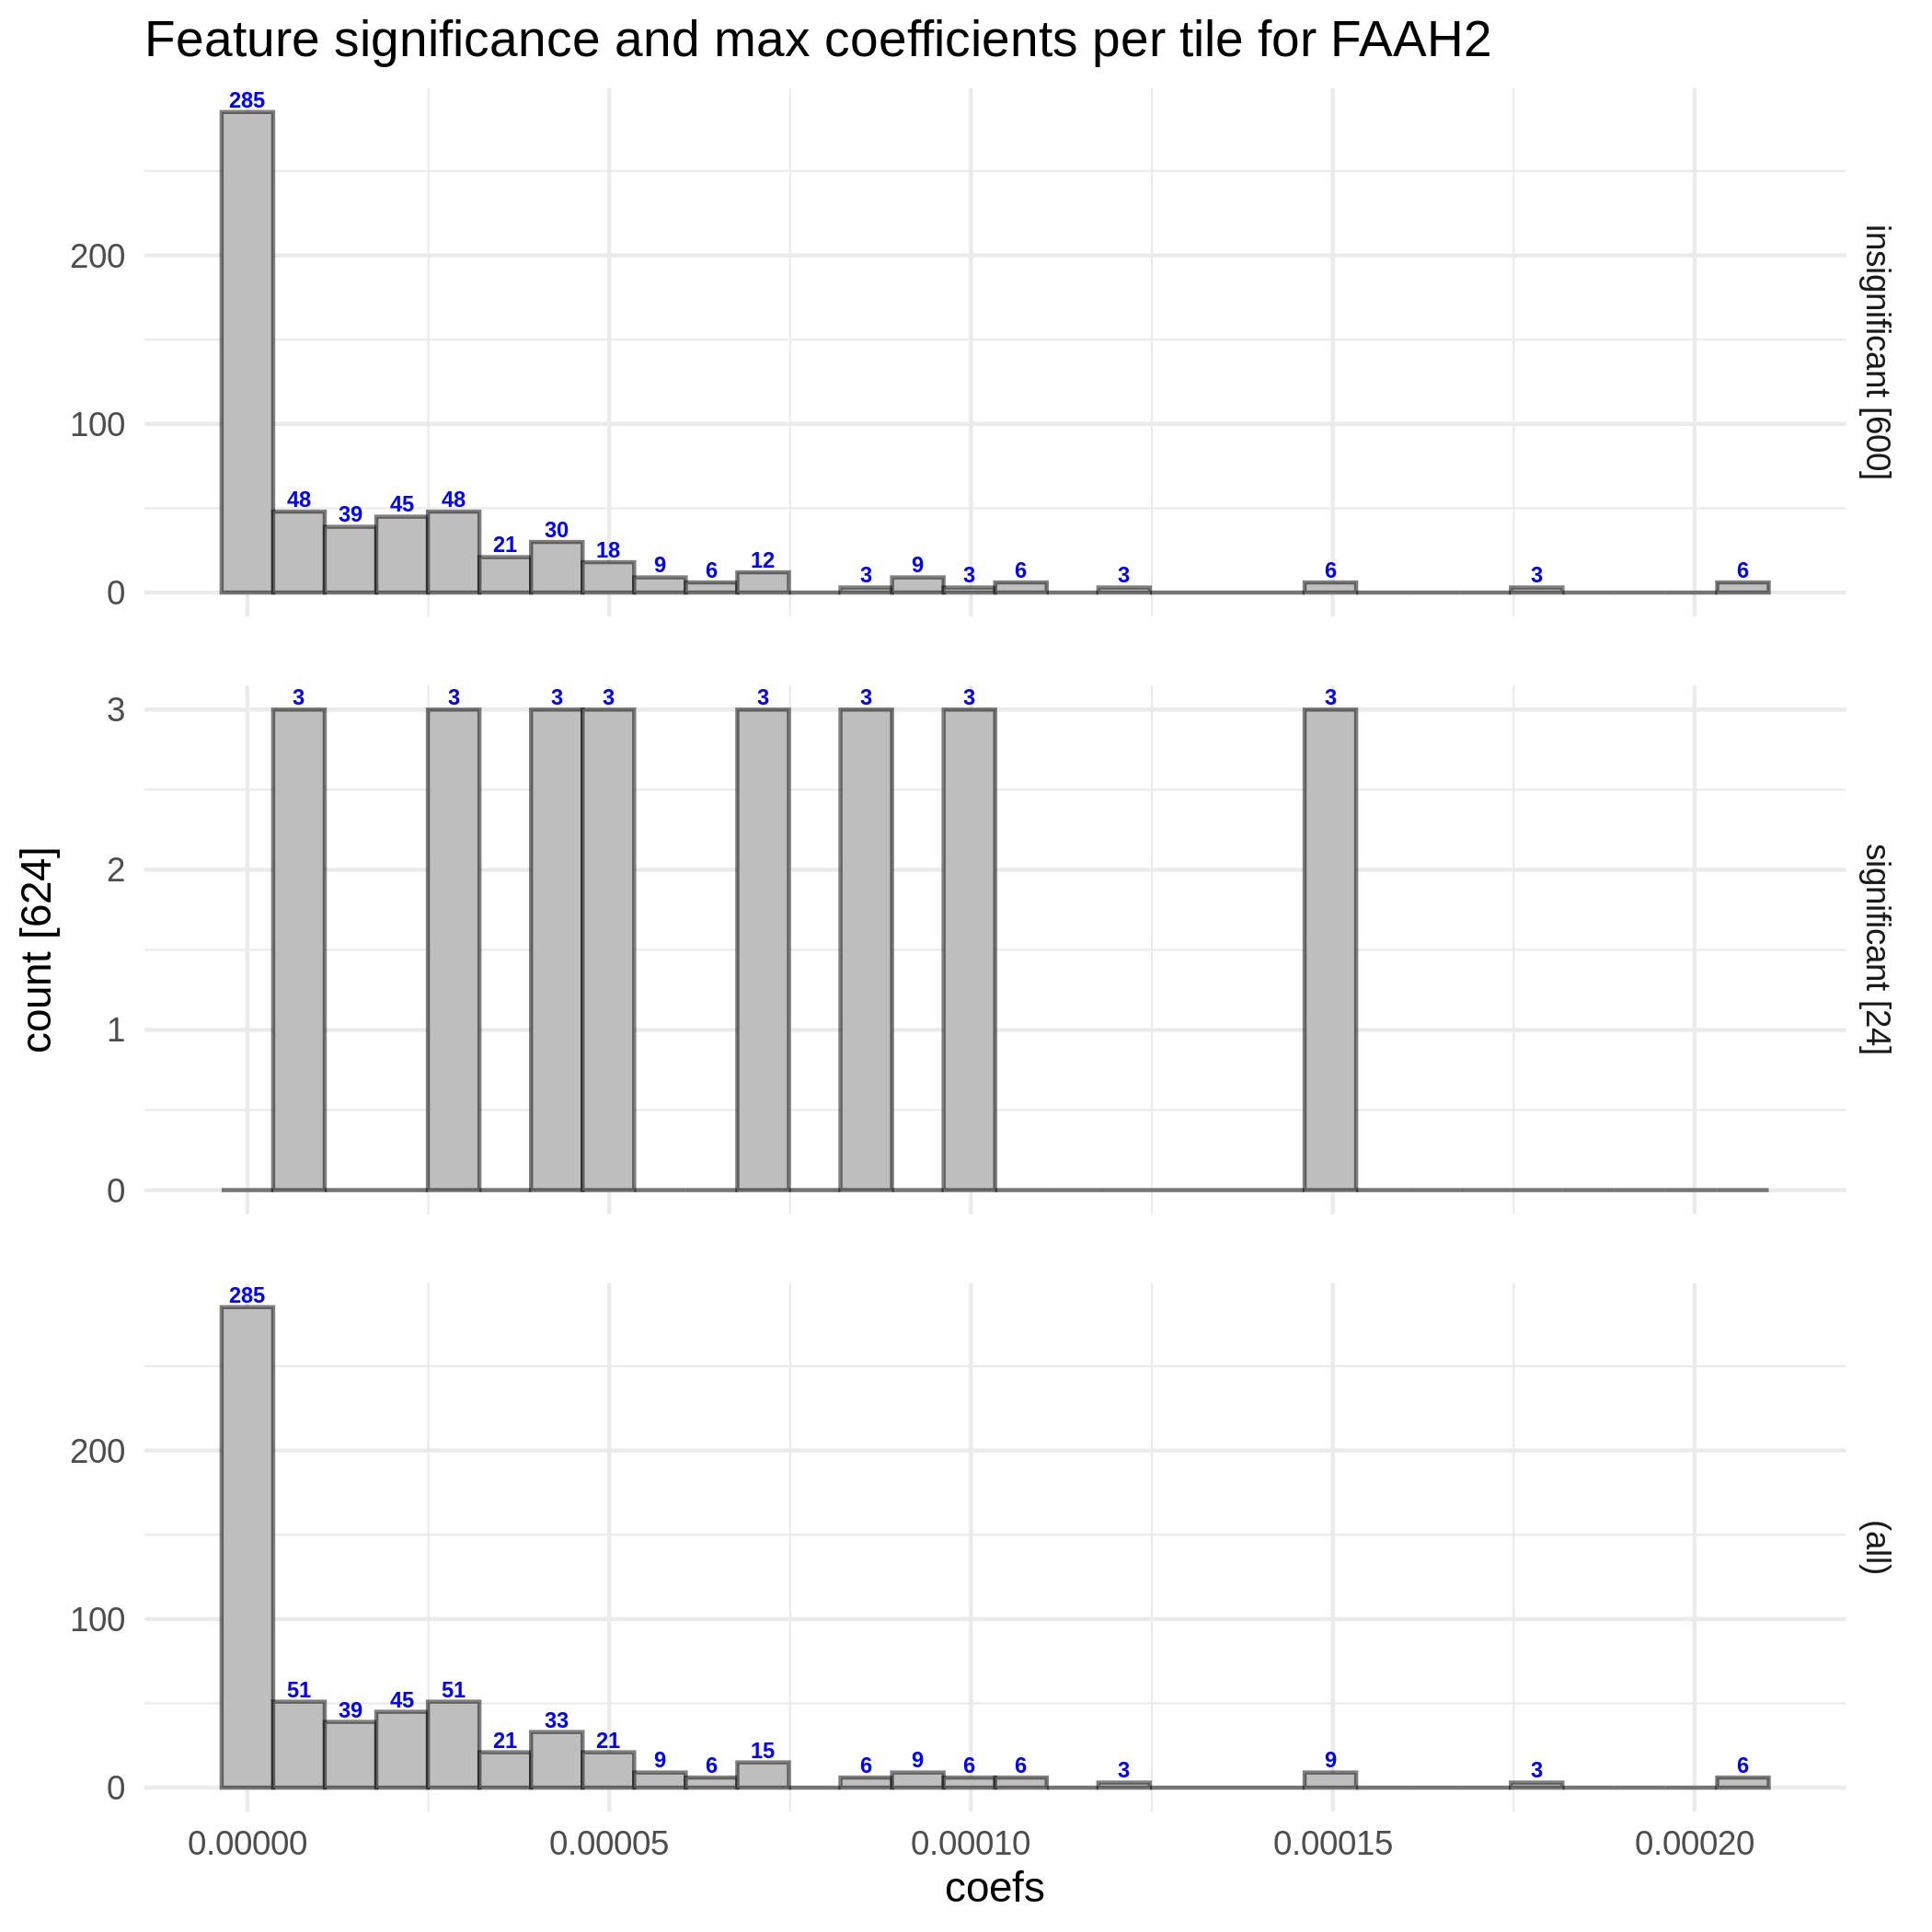 Feature significance and max coefficients per tile for FAAH2
285
200
100
0
48 39 45 48 21 30 18 9 6 12 3 9 3 6 3 6 3 6
insignificant [600]
3 3 3 3 3 3 3 3
3
2
1
0
significant [24]
count [624]
285
200
100
0
51 39 45 51 21 33 21 9 6 15 6 9 6 6 3 9 3 6
(all)
0.00000 0.00005 0.00010 0.00015 0.00020
coefs